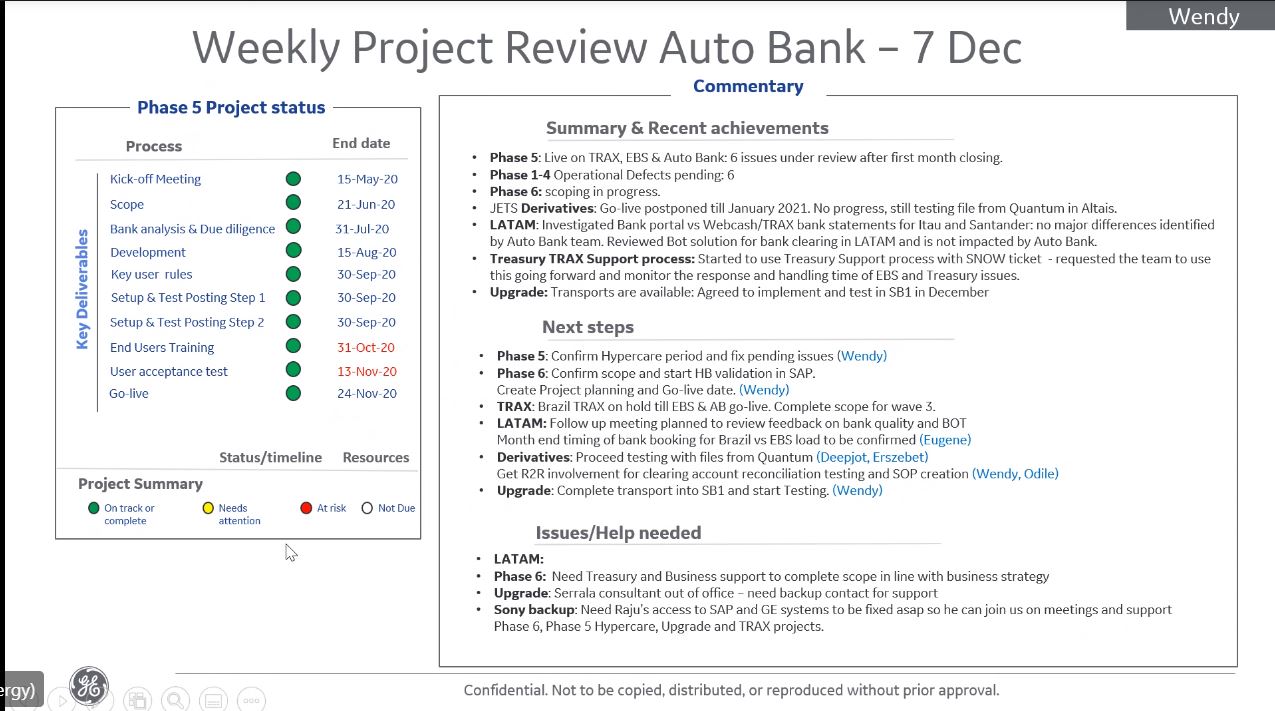 Wendy
Weekly Project Review Auto Bank – 7 Dec
Phase 5 Project status
Process End date
Key Deliverables
Kick-off Meeting 15-May-20
Scope 21-Jun-20
Bank analysis & Due diligence 31-Jul-20
Development 15-Aug-20
Key user rules 30-Sep-20
Setup & Test Posting Step 1 30-Sep-20
Setup & Test Posting Step 2 30-Sep-20
End Users Training 31-Oct-20
User acceptance test 13-Nov-20
Go-live 24-Nov-20
Status/timeline Resources
Project Summary
On track or complete
Needs attention
At risk
Not Due
Commentary
Summary & Recent achievements
• Phase 5: Live on TRAX, EBS & Auto Bank: 6 issues under review after first month closing.
• Phase 1-4 Operational Defects pending: 6
• Phase 6: scoping in progress.
• JETS Derivatives: Go-live postponed till January 2021. No progress, still testing file from Quantum in Altais.
• LATAM: Investigated Bank portal vs Webcash/TRAX bank statements for Itau and Santander: no major differences identified
by Auto Bank team. Reviewed Bot solution for bank clearing in LATAM and is not impacted by Auto Bank.
• Treasury TRAX Support process: Started to use Treasury Support process with SNOW ticket - requested the team to use
this going forward and monitor the response and handling time of EBS and Treasury issues.
• Upgrade: Transports are available: Agreed to implement and test in SB1 in December
Next steps
• Phase 5: Confirm Hypercare period and fix pending issues (Wendy)
• Phase 6: Confirm scope and start HB validation in SAP.
Create Project planning and Go-live date. (Wendy)
• TRAX: Brazil TRAX on hold till EBS & AB go-live. Complete scope for wave 3.
• LATAM: Follow up meeting planned to review feedback on bank quality and BOT
Month end timing of bank booking for Brazil vs EBS load to be confirmed (Eugene)
• Derivatives: Proceed testing with files from Quantum (Deepjot, Erszebet)
Get R2R involvement for clearing account reconciliation testing and SOP creation (Wendy, Odile)
• Upgrade: Complete transport into SB1 and start Testing. (Wendy)
Issues/Help needed
• LATAM:
• Phase 6: Need Treasury and Business support to complete scope in line with business strategy
• Upgrade: Serrala consultant out of office – need backup contact for support
• Sony backup: Need Raju's access to SAP and GE systems to be fixed asap so he can join us on meetings and support
Phase 6, Phase 5 Hypercare, Upgrade and TRAX projects.
ergy)
GE
Confidential. Not to be copied, distributed, or reproduced without prior approval.